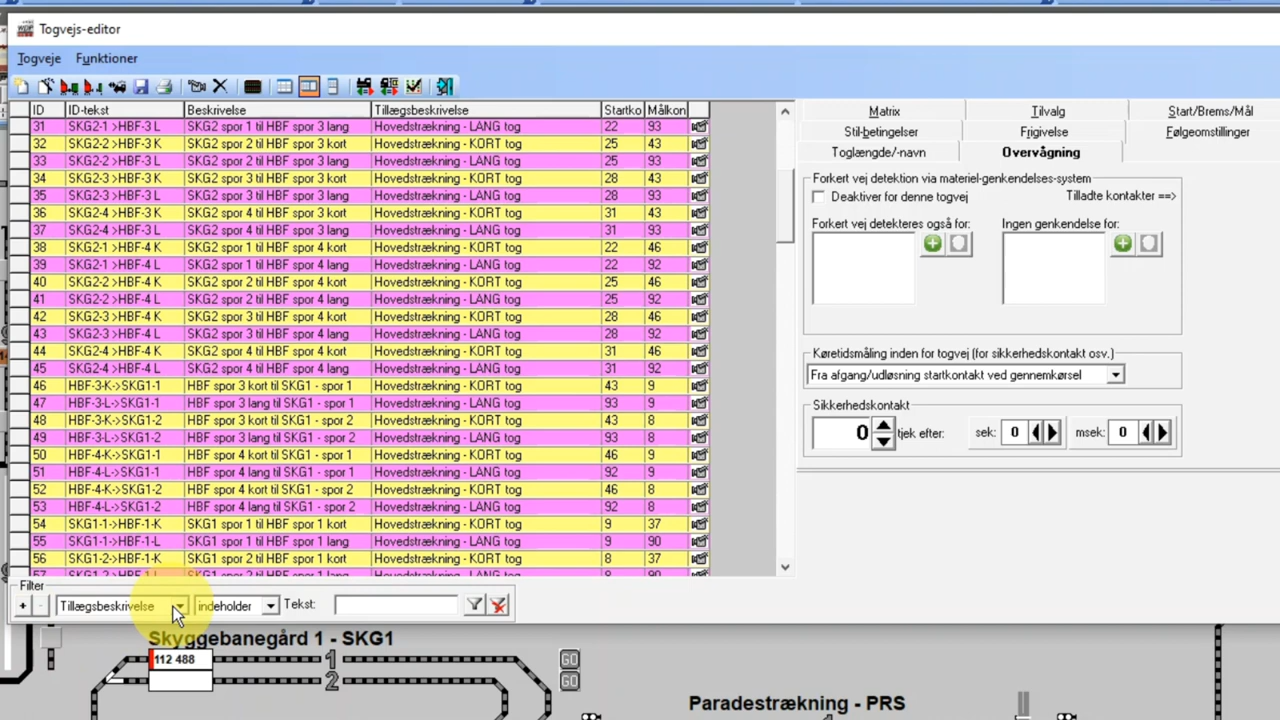 Togvejs-editor
Togveje Funktioner
ID ID-tekst Beskrivelse Tillægsbeskrivelse Startko Målkon
31 SKG2-1 >HBF-3 L SKG2 spor 1 til HBF spor 3 lang Hovedstrækning - LANG tog 22 93
32 SKG2-2 >HBF-3 K SKG2 spor 2 til HBF spor 3 kort Hovedstrækning - KORT tog 25 43
33 SKG2-2 >HBF-3 L SKG2 spor 2 til HBF spor 3 lang Hovedstrækning - LANG tog 25 93
34 SKG2-3 >HBF-3 K SKG2 spor 3 til HBF spor 3 kort Hovedstrækning - KORT tog 28 43
35 SKG2-3 >HBF-3 L SKG2 spor 3 til HBF spor 3 lang Hovedstrækning - LANG tog 28 93
36 SKG2-4 >HBF-3 K SKG2 spor 4 til HBF spor 3 kort Hovedstrækning - KORT tog 31 43
37 SKG2-4 >HBF-3 L SKG2 spor 4 til HBF spor 3 lang Hovedstrækning - LANG tog 31 93
38 SKG2-1 >HBF-4 K SKG2 spor 1 til HBF spor 4 kort Hovedstrækning - KORT tog 22 46
39 SKG2-1 >HBF-4 L SKG2 spor 1 til HBF spor 4 lang Hovedstrækning - LANG tog 22 92
40 SKG2-2 >HBF-4 K SKG2 spor 2 til HBF spor 4 kort Hovedstrækning - KORT tog 25 46
41 SKG2-2 >HBF-4 L SKG2 spor 2 til HBF spor 4 lang Hovedstrækning - LANG tog 25 92
42 SKG2-3 >HBF-4 K SKG2 spor 3 til HBF spor 4 kort Hovedstrækning - KORT tog 28 46
43 SKG2-3 >HBF-4 L SKG2 spor 3 til HBF spor 4 lang Hovedstrækning - LANG tog 28 92
44 SKG2-4 >HBF-4 K SKG2 spor 4 til HBF spor 4 kort Hovedstrækning - KORT tog 31 46
45 SKG2-4 >HBF-4 L SKG2 spor 4 til HBF spor 4 lang Hovedstrækning - LANG tog 31 92
46 HBF-3-K->SKG1-1 HBF spor 3 kort til SKG1 - spor 1 Hovedstrækning - KORT tog 43 9
47 HBF-3-L->SKG1-1 HBF spor 3 lang til SKG1 - spor 1 Hovedstrækning - LANG tog 93 9
48 HBF-3-K->SKG1-2 HBF spor 3 kort til SKG1 - spor 2 Hovedstrækning - KORT tog 43 8
49 HBF-3-L->SKG1-2 HBF spor 3 lang til SKG1 - spor 2 Hovedstrækning - LANG tog 93 8
50 HBF-4-K->SKG1-1 HBF spor 4 kort til SKG1 - spor 1 Hovedstrækning - KORT tog 46 9
51 HBF-4-L->SKG1-1 HBF spor 4 lang til SKG1 - spor 1 Hovedstrækning - LANG tog 92 9
52 HBF-4-K->SKG1-2 HBF spor 4 kort til SKG1 - spor 2 Hovedstrækning - KORT tog 46 8
53 HBF-4-L->SKG1-2 HBF spor 4 lang til SKG1 - spor 2 Hovedstrækning - LANG tog 92 8
54 SKG1-1->HBF-1-K SKG1 spor 1 til HBF spor 1 kort Hovedstrækning - KORT tog 9 37
55 SKG1-1->HBF-1-L SKG1 spor 1 til HBF spor 1 lang Hovedstrækning - LANG tog 9 90
56 SKG1-2->HBF-1-K SKG1 spor 2 til HBF spor 1 kort Hovedstrækning - KORT tog 8 37
57 SKG1-2->HBF-1-L SKG1 spor 2 til HBF spor 1 lang Hovedstrækning - LANG tog 8 90
Filter
+ - Tillægsbeskrivelse indeholder Tekst:
Matrix Tilvalg Start/Brems/Mål
Stil-betingelser Frigivelse Følgeomstillinger
Toglængde/-navn Overvågning
Forkert vej detektion via materiel-genkendelses-system
Deaktiver for denne togvej Tilladte kontakter ==>
Forkert vej detekteres også for: Ingen genkendelse for:
Køretidsmåling inden for togvej (for sikkerhedskontakt osv.)
Fra afgang/udløsning startkontakt ved gennemkørsel
Sikkerhedskontakt
0 tjek efter: sek: 0 msek: 0
Skyggebanegård 1 - SKG1
112 488 1 GO
2 GO
Paradestrækning - PRS